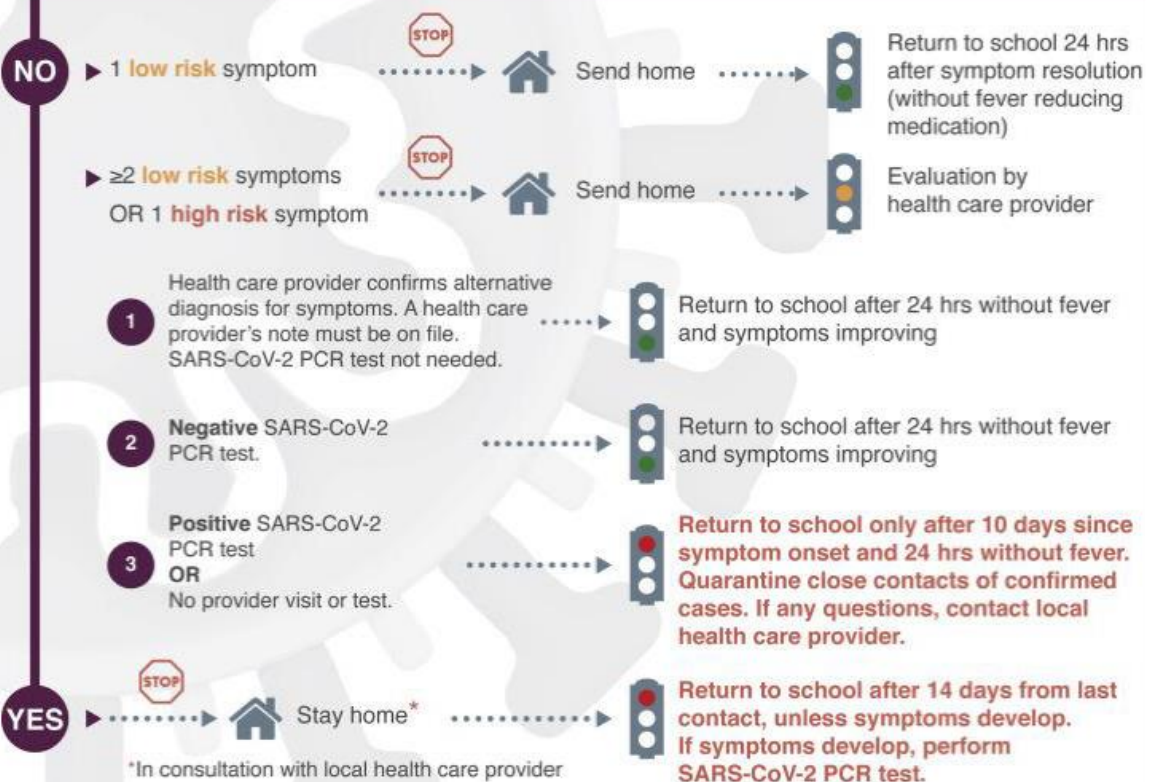 NO
▶ 1 low risk symptom
STOP
Send home
Return to school 24 hrs
after symptom resolution
(without fever reducing
medication)
▶ ≥2 low risk symptoms
OR 1 high risk symptom
STOP
Send home
Evaluation by
health care provider
1
Health care provider confirms alternative
diagnosis for symptoms. A health care
provider's note must be on file.
SARS-CoV-2 PCR test not needed.
Return to school after 24 hrs without fever
and symptoms improving
2
Negative SARS-CoV-2
PCR test.
Return to school after 24 hrs without fever
and symptoms improving
3
Positive SARS-CoV-2
PCR test
OR
No provider visit or test.
Return to school only after 10 days since
symptom onset and 24 hrs without fever.
Quarantine close contacts of confirmed
cases. If any questions, contact local
health care provider.
YES
STOP
Stay home*
Return to school after 14 days from last
contact, unless symptoms develop.
If symptoms develop, perform
SARS-CoV-2 PCR test.
*In consultation with local health care provider